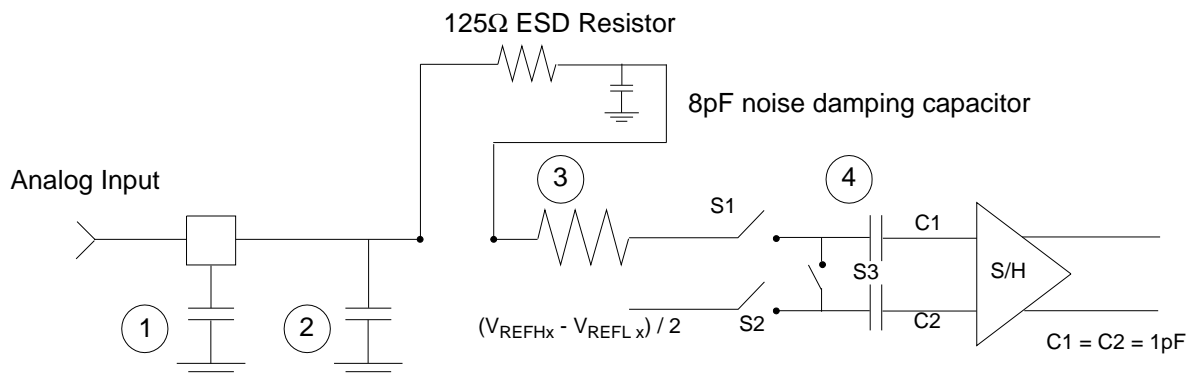 125Ω ESD Resistor
8pF noise damping capacitor
Analog Input
3
4
S1
C1
S/H
S3
1
2
(VREFHx - VREFL x) / 2
S2
C2
C1 = C2 = 1pF